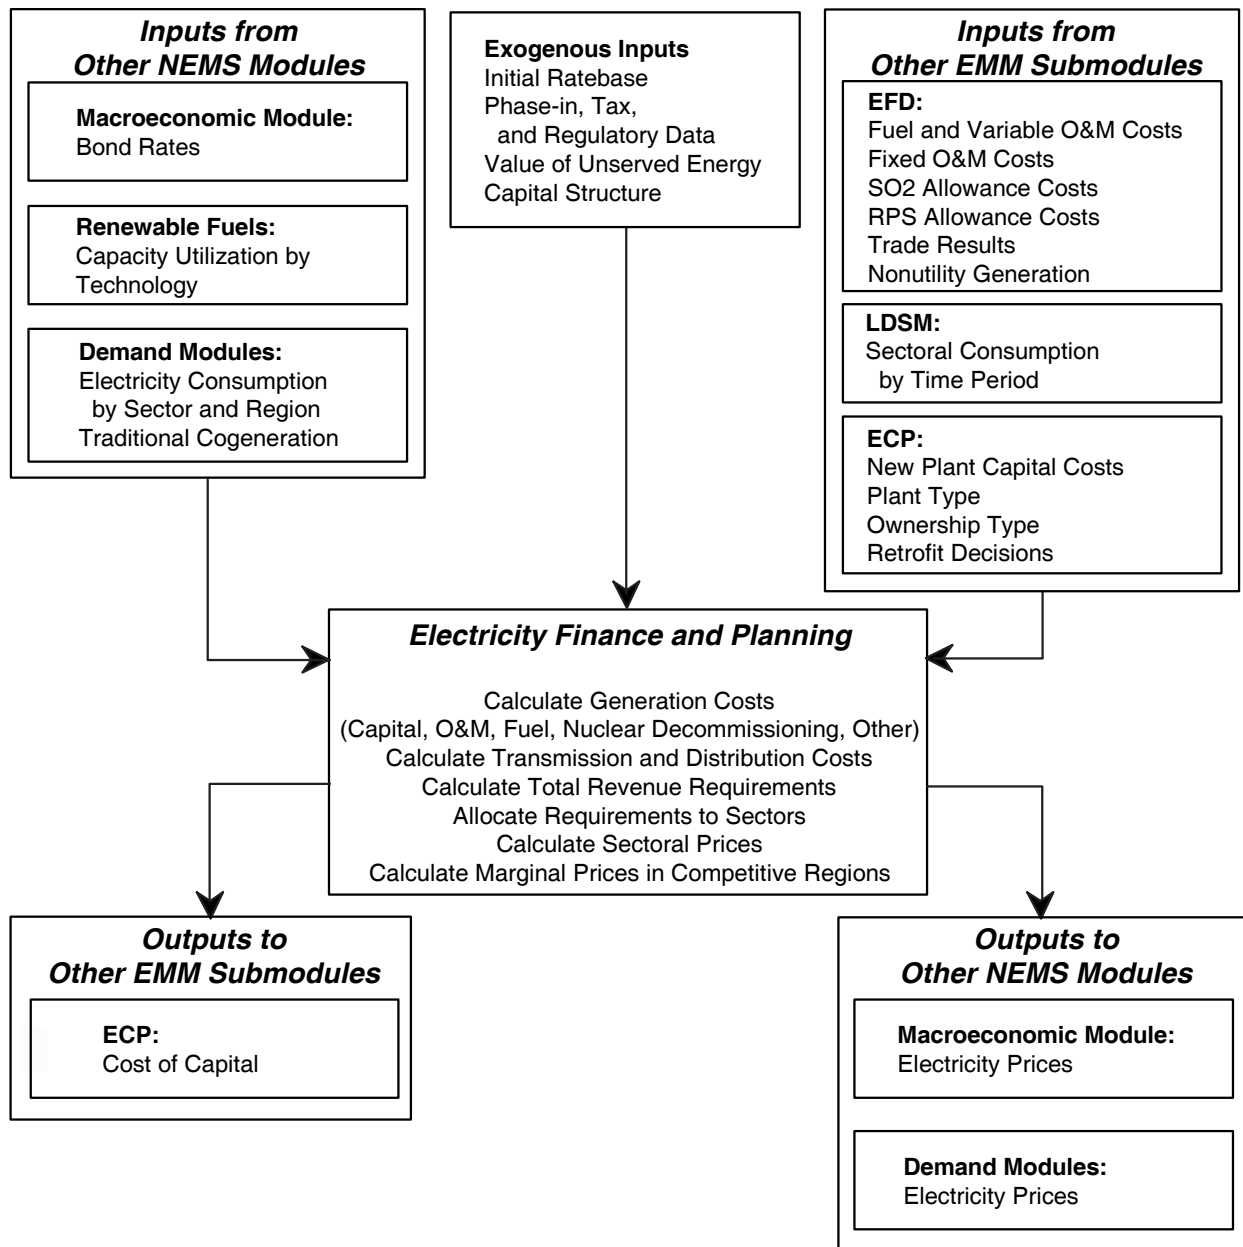 Inputs from
Other NEMS Modules
Macroeconomic Module:
Bond Rates
Renewable Fuels:
Capacity Utilization by
Technology
Demand Modules:
Electricity Consumption
by Sector and Region
Traditional Cogeneration
Exogenous Inputs
Initial Ratebase
Phase-in, Tax,
and Regulatory Data
Value of Unserved Energy
Capital Structure
Inputs from
Other EMM Submodules
EFD:
Fuel and Variable O&M Costs
Fixed O&M Costs
SO2 Allowance Costs
RPS Allowance Costs
Trade Results
Nonutility Generation
LDSM:
Sectoral Consumption
by Time Period
ECP:
New Plant Capital Costs
Plant Type
Ownership Type
Retrofit Decisions
Electricity Finance and Planning
Calculate Generation Costs
(Capital, O&M, Fuel, Nuclear Decommissioning, Other)
Calculate Transmission and Distribution Costs
Calculate Total Revenue Requirements
Allocate Requirements to Sectors
Calculate Sectoral Prices
Calculate Marginal Prices in Competitive Regions
Outputs to
Other EMM Submodules
ECP:
Cost of Capital
Outputs to
Other NEMS Modules
Macroeconomic Module:
Electricity Prices
Demand Modules:
Electricity Prices